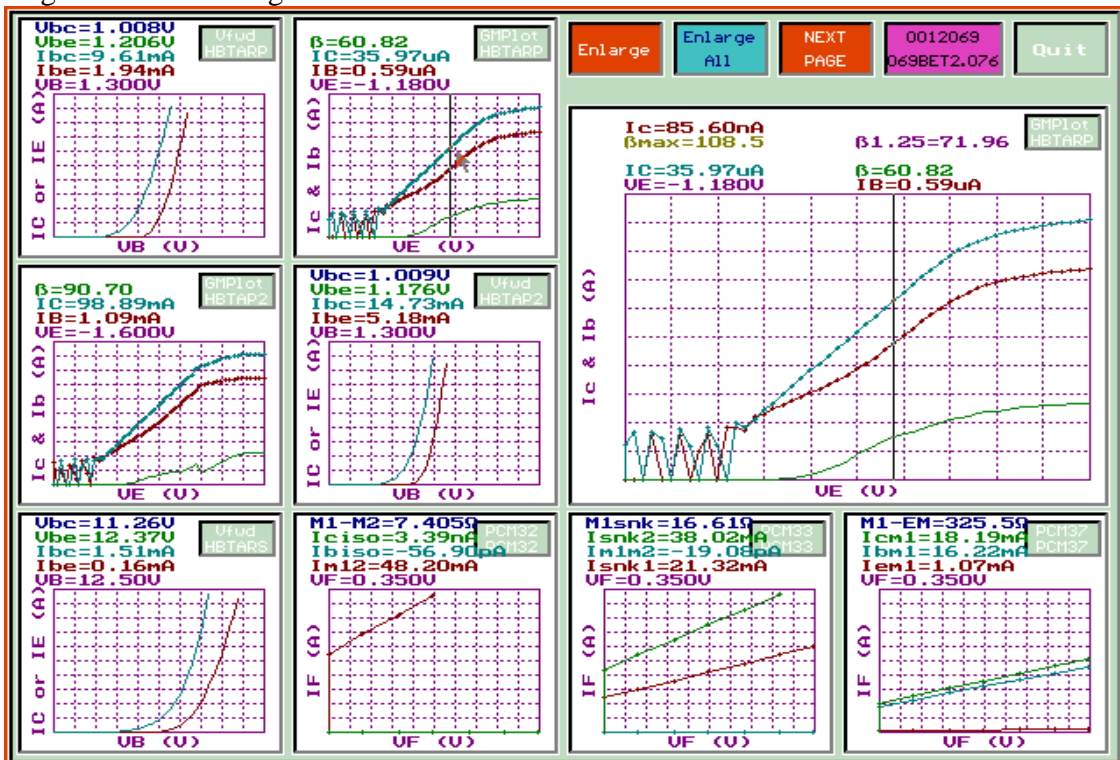 Vbc=1.008V
Vbe=1.206V
Ibc=9.61mA
Ibe=1.94mA
VB=1.300V
Vfwd
HBTARP
IC or IE (A)
VB (V)
β=60.82
IC=35.97uA
IB=0.59uA
VE=-1.180V
GMPlot
HBTARP
Ic & Ib (A)
VE (V)
Enlarge
Enlarge
All
NEXT
PAGE
0012069
069BET2.076
Quit
Ic=85.60nA
βmax=108.5
β1.25=71.96
GMPlot
HBTARP
IC=35.97uA
β=60.82
VE=-1.180V
IB=0.59uA
Ic & Ib (A)
VE (V)
β=90.70
IC=98.89mA
IB=1.09mA
VE=-1.600V
GMPlot
HBTAP2
Ic & Ib (A)
VE (V)
Vbc=1.009V
Vbe=1.176V
Ibc=14.73mA
Ibe=5.18mA
VB=1.300V
Vfwd
HBTAP2
IC or IE (A)
VB (V)
Vbc=11.26V
Vbe=12.37V
Ibc=1.51mA
Ibe=0.16mA
VB=12.50V
Vfwd
HBTARS
IC or IE (A)
VB (V)
M1-M2=7.405Ω
Iciso=3.39nA
Ibiso=-56.90pA
Im12=48.20mA
VF=0.350V
PCM32
PCM32
IF (A)
VF (V)
M1snk=16.61Ω
Isnk2=38.02mA
Im1m2=-19.08pA
Isnk1=21.32mA
VF=0.350V
PCM33
PCM33
IF (A)
VF (V)
M1-EM=325.5Ω
Icm1=18.19mA
Ibm1=16.22mA
Iem1=1.07mA
VF=0.350V
PCM37
PCM37
IF (A)
VF (V)